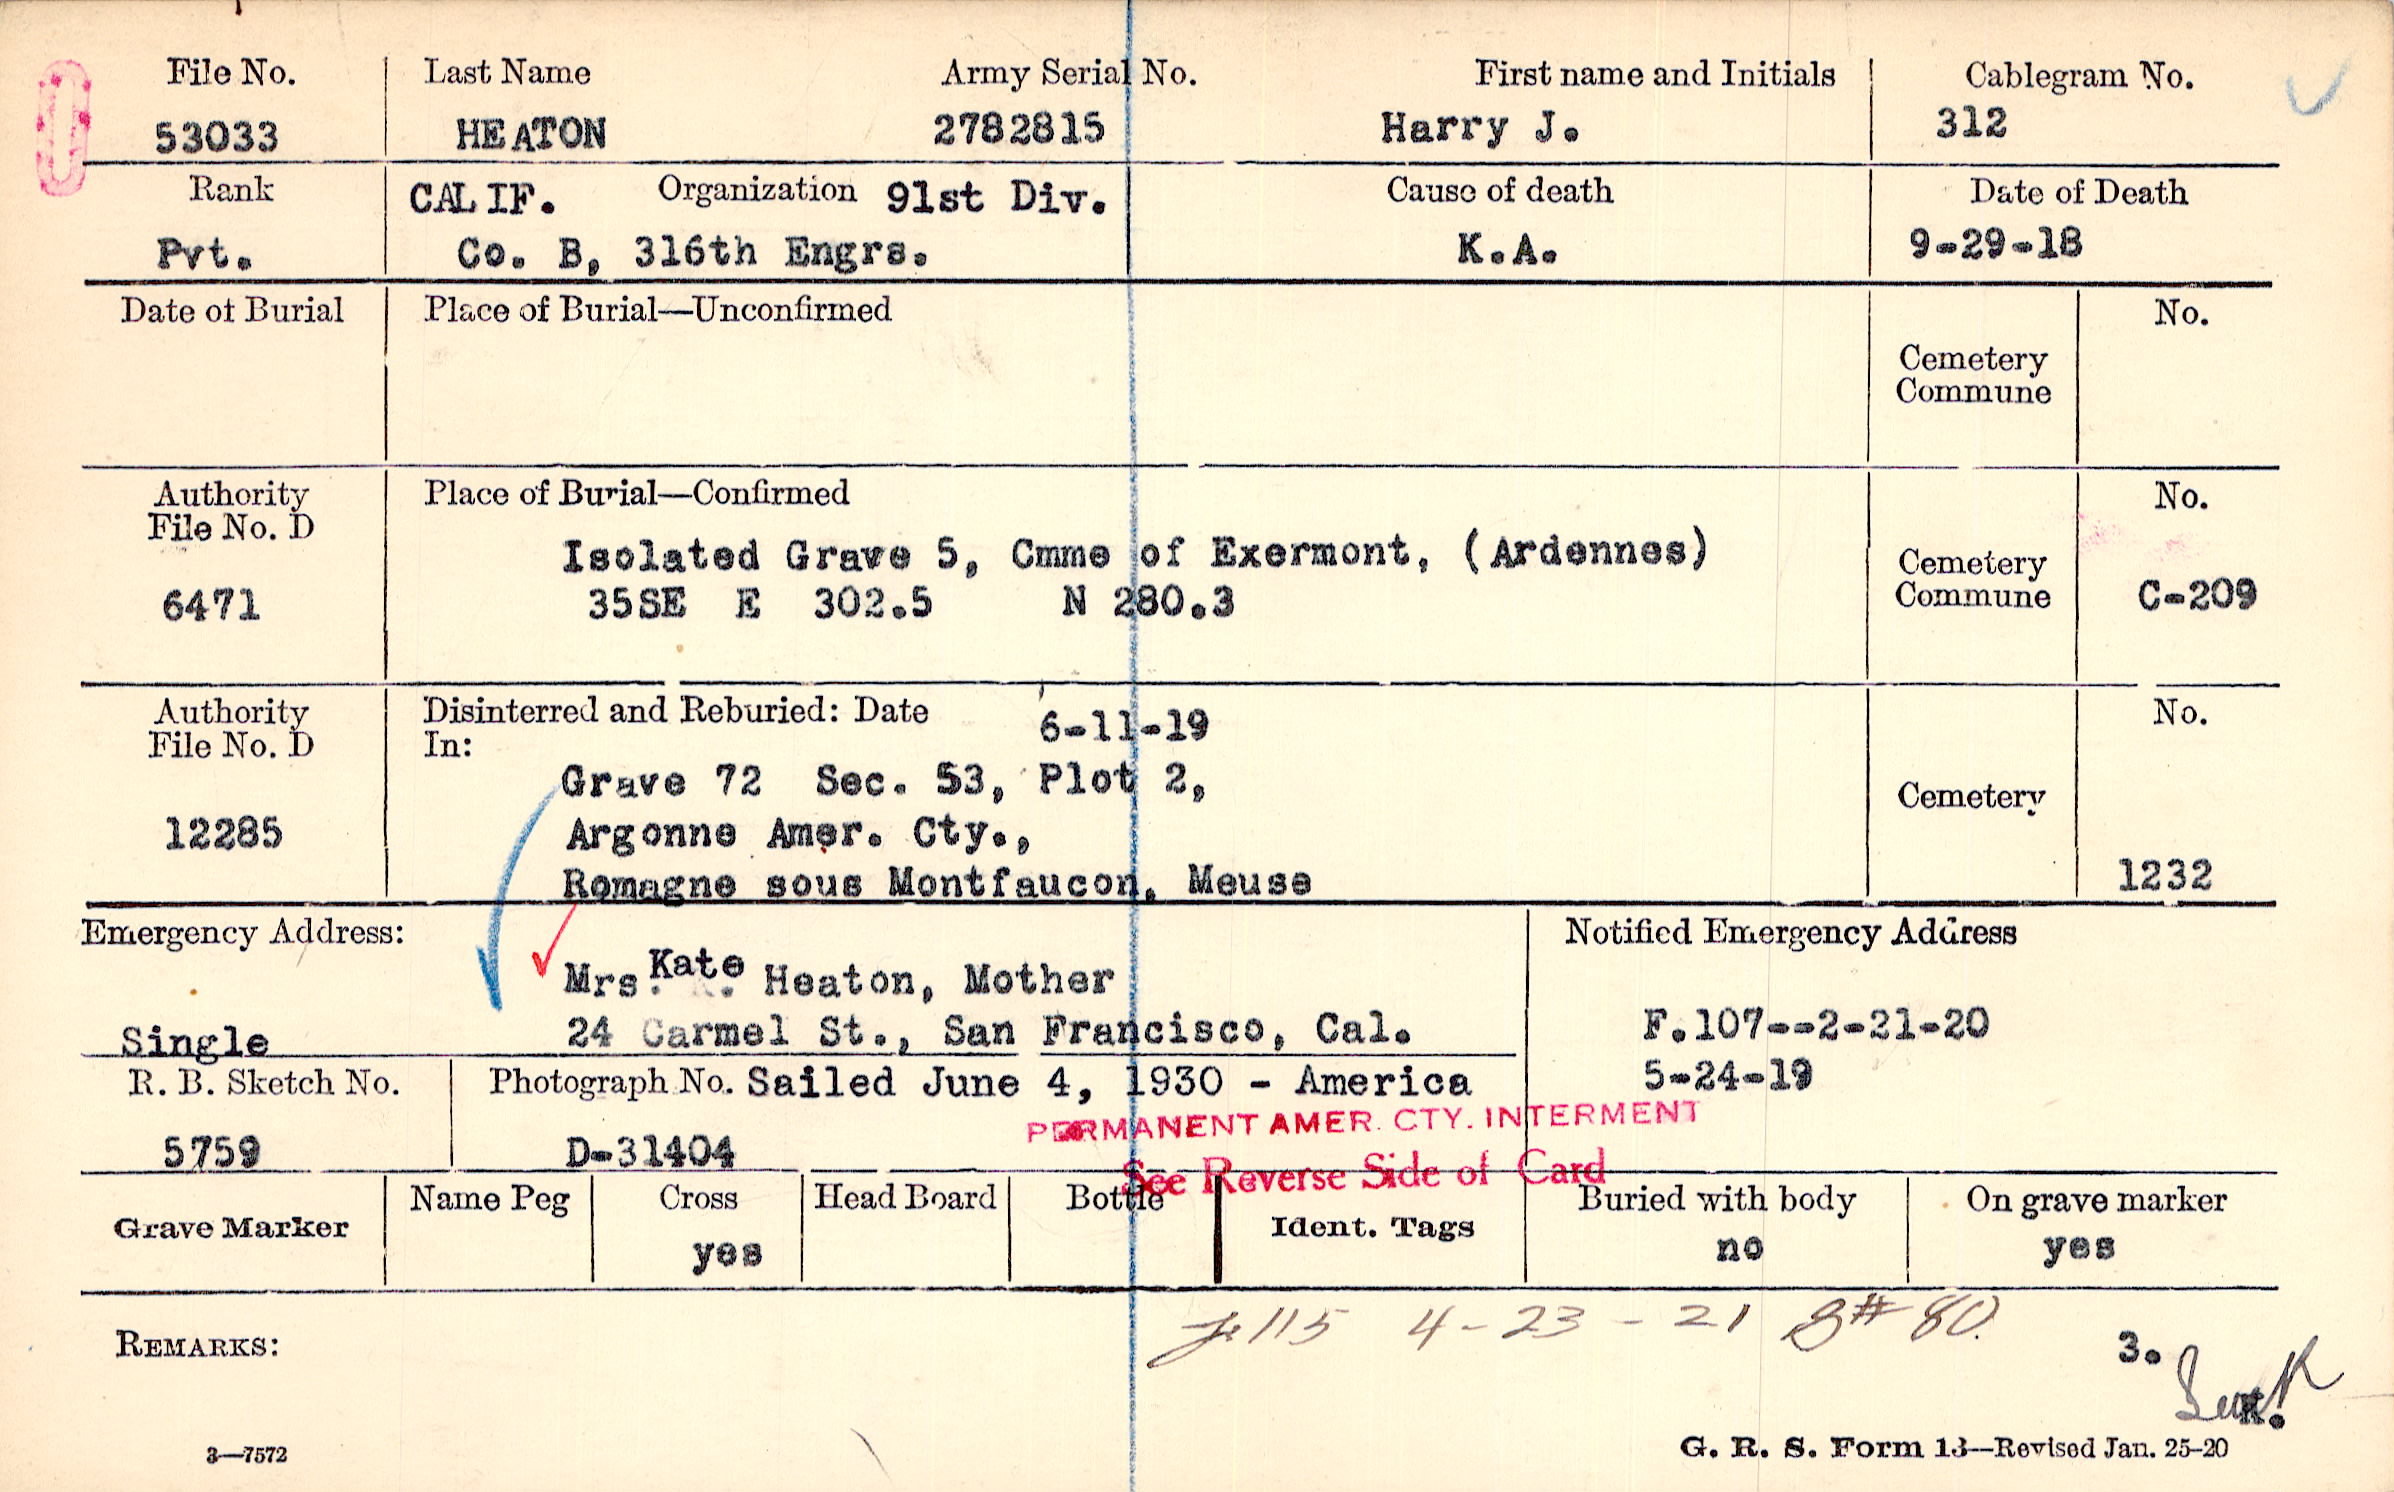 File No. Last Name Army Serial No. First name and Initials Cablegram No.
53033 HEATON 2782815 Harry J. 312
Rank CALIF. Organization 91st Div. Cause of death Date of Death
Pvt. Co. B, 316th Engrs. K.A. 9-29-18
Date of Burial Place of Burial—Unconfirmed No.
Cemetery
Commune
Authority Place of Burial—Confirmed No.
File No. D
Isolated Grave 5, Cmme of Exermont, (Ardennes) Cemetery
6471 35SE E 302.5 N 280.3 Commune C-209
Authority Disinterred and Reburied: Date 6-11-19 No.
File No. D In:
Grave 72 Sec. 53, Plot 2, Cemetery
12285 Argonne Amer. Cty.,
Romagne sous Montfaucon, Meuse 1232
Emergency Address: Notified Emergency Address
Mrs. Kate Heaton, Mother
Single 24 Carmel St., San Francisco, Cal. F.107--2-21-20
R. B. Sketch No. Photograph No. Sailed June 4, 1930 - America 5-24-19
PERMANENT AMER. CTY. INTERMENT
5759 D-31404
See Reverse Side of Card
Grave Marker Name Peg Cross Head Board Bottle Ident. Tags Buried with body On grave marker
yes no yes
115 4-23-21 # 80
REMARKS: 3.
3—7572 G. R. S. Form 13—Revised Jan. 25-20